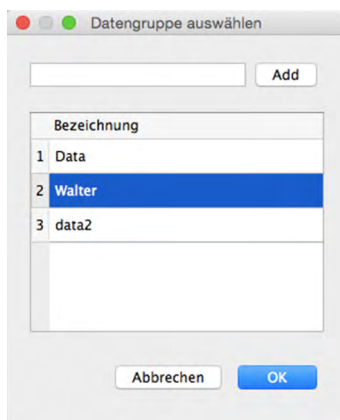 Datengruppe auswählen
Add
Bezeichnung
1 Data
2 Walter
3 data2
Abbrechen OK